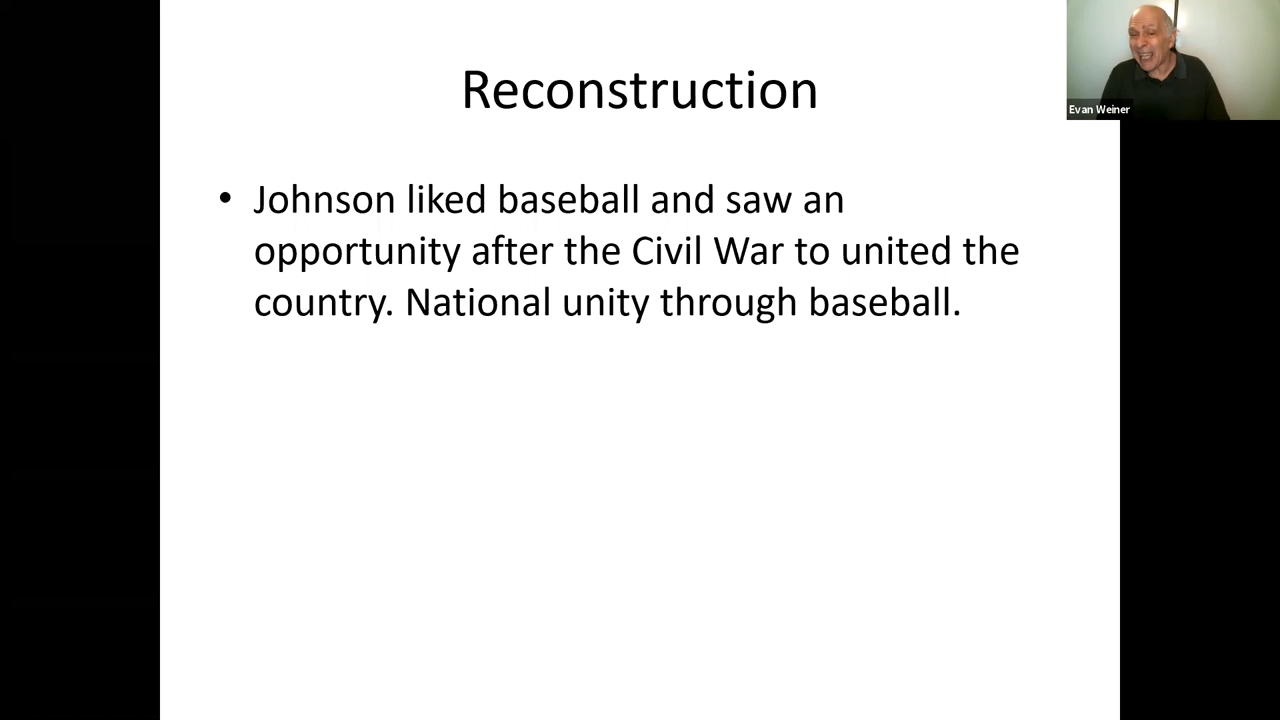 Reconstruction
Evan Weiner
• Johnson liked baseball and saw an
opportunity after the Civil War to united the
country. National unity through baseball.